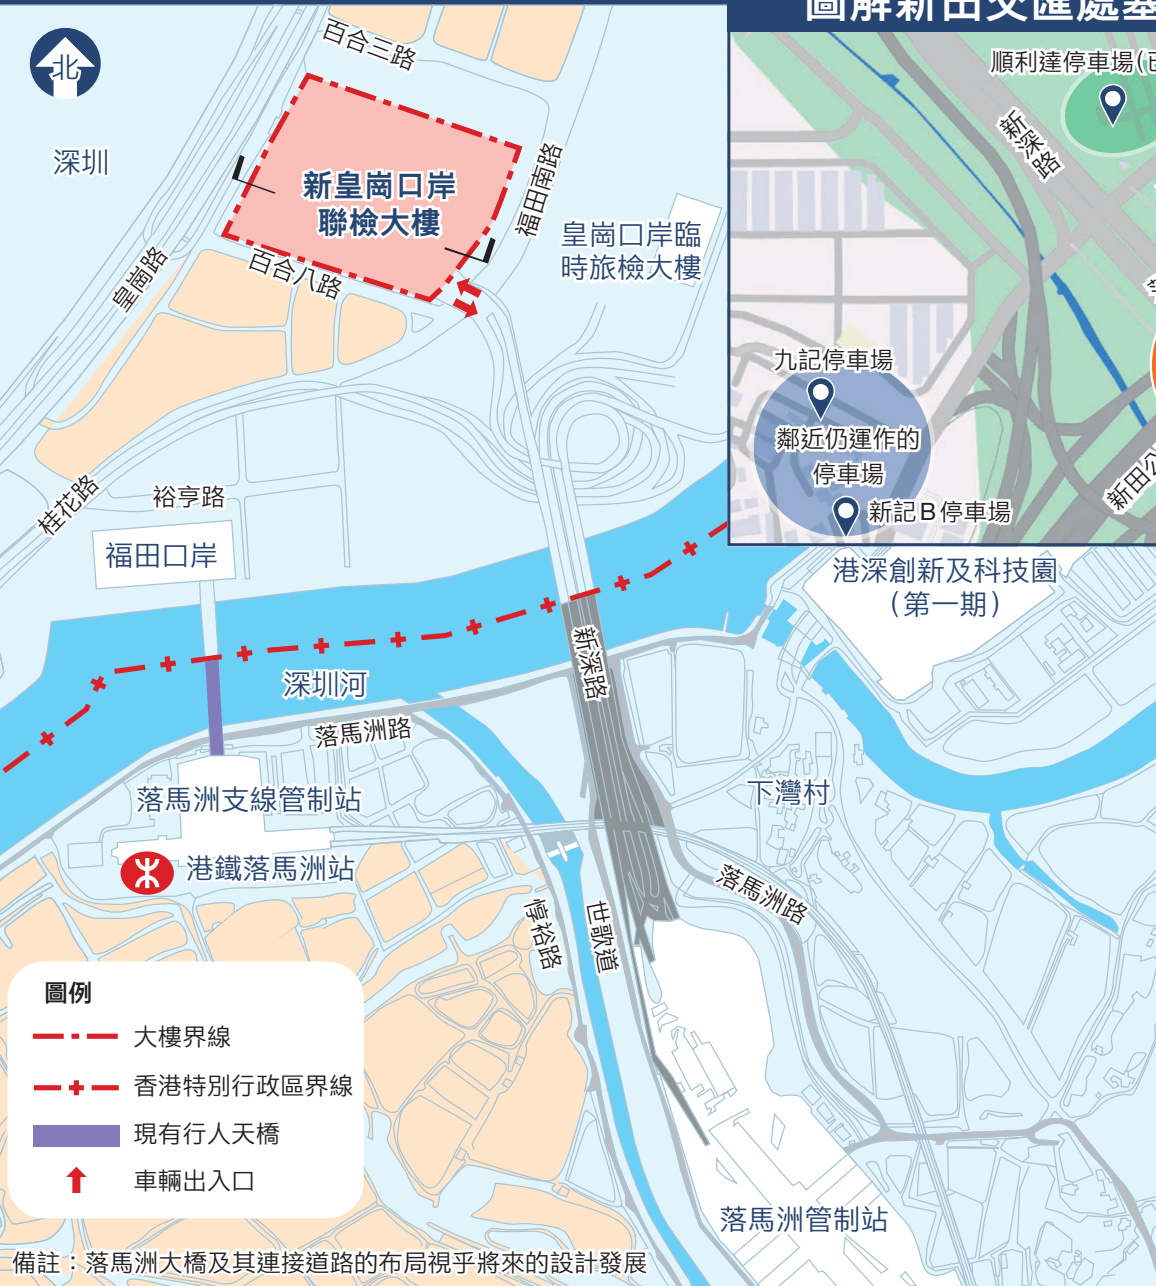 圖解新田交匯處
北
百合三路
深圳
新皇崗口岸
聯檢大樓
福田南路
皇崗口岸臨
時旅檢大樓
百合八路
皇崗路
順利達停車場
新深路
九記停車場
鄰近仍運作的
停車場
新記B停車場
新田公
桂花路
裕亨路
福田口岸
港深創新及科技園
（第一期）
新深路
深圳河
落馬洲路
下灣村
落馬洲支線管制站
港鐵落馬洲站
落馬洲路
惇裕路
世歌道
圖例
大樓界線
香港特別行政區界線
現有行人天橋
車輛出入口
落馬洲管制站
備註：落馬洲大橋及其連接道路的布局視乎將來的設計發展